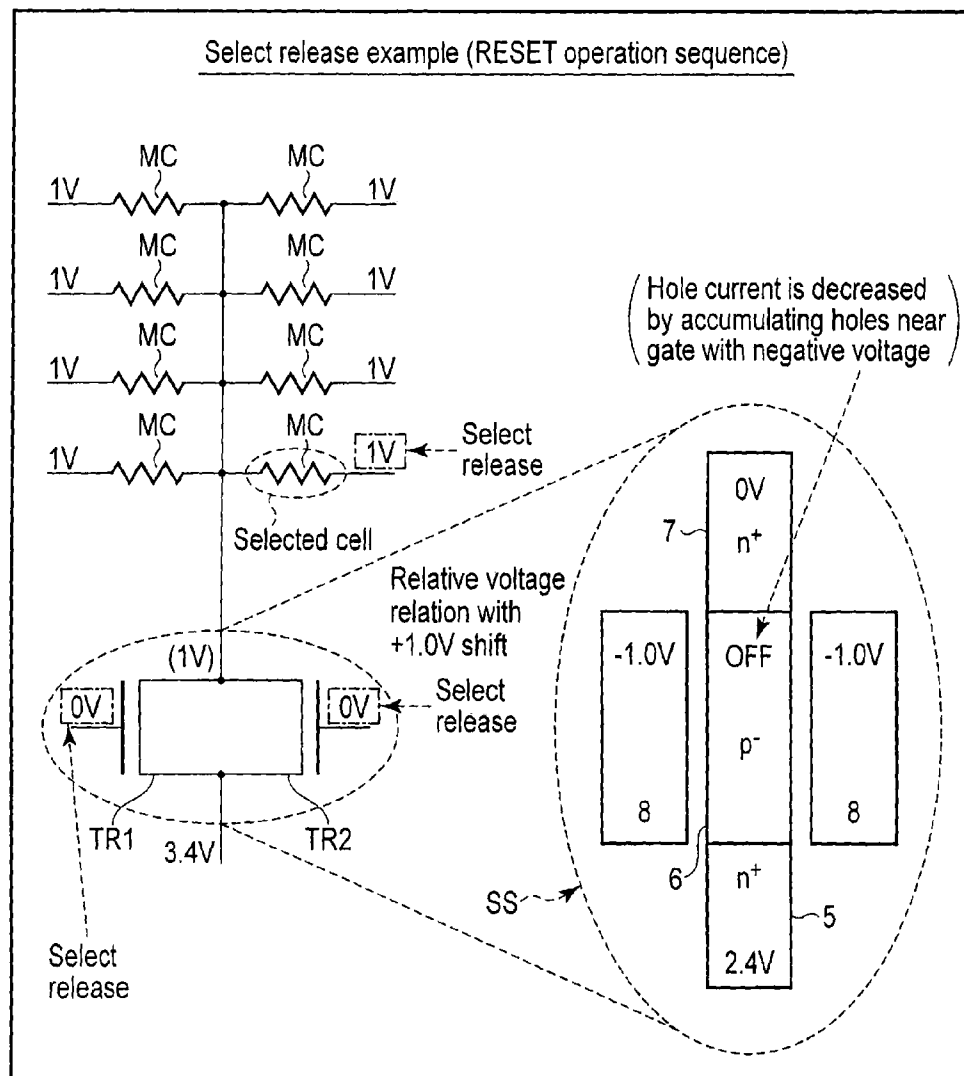 Select release example (RESET operation sequence)
MC
MC
1V
1V
MC
MC
1V
1V
MC
MC
1V
1V
MC
MC
1V
1V
Select
release
Selected cell
(Hole current is decreased
by accumulating holes near
gate with negative voltage)
Relative voltage
relation with
+1.0V shift
(1V)
0V
0V
Select
release
TR1
TR2
3.4V
Select
release
7
0V
n+
-1.0V
OFF
-1.0V
p-
8
8
6
n+
5
SS
2.4V